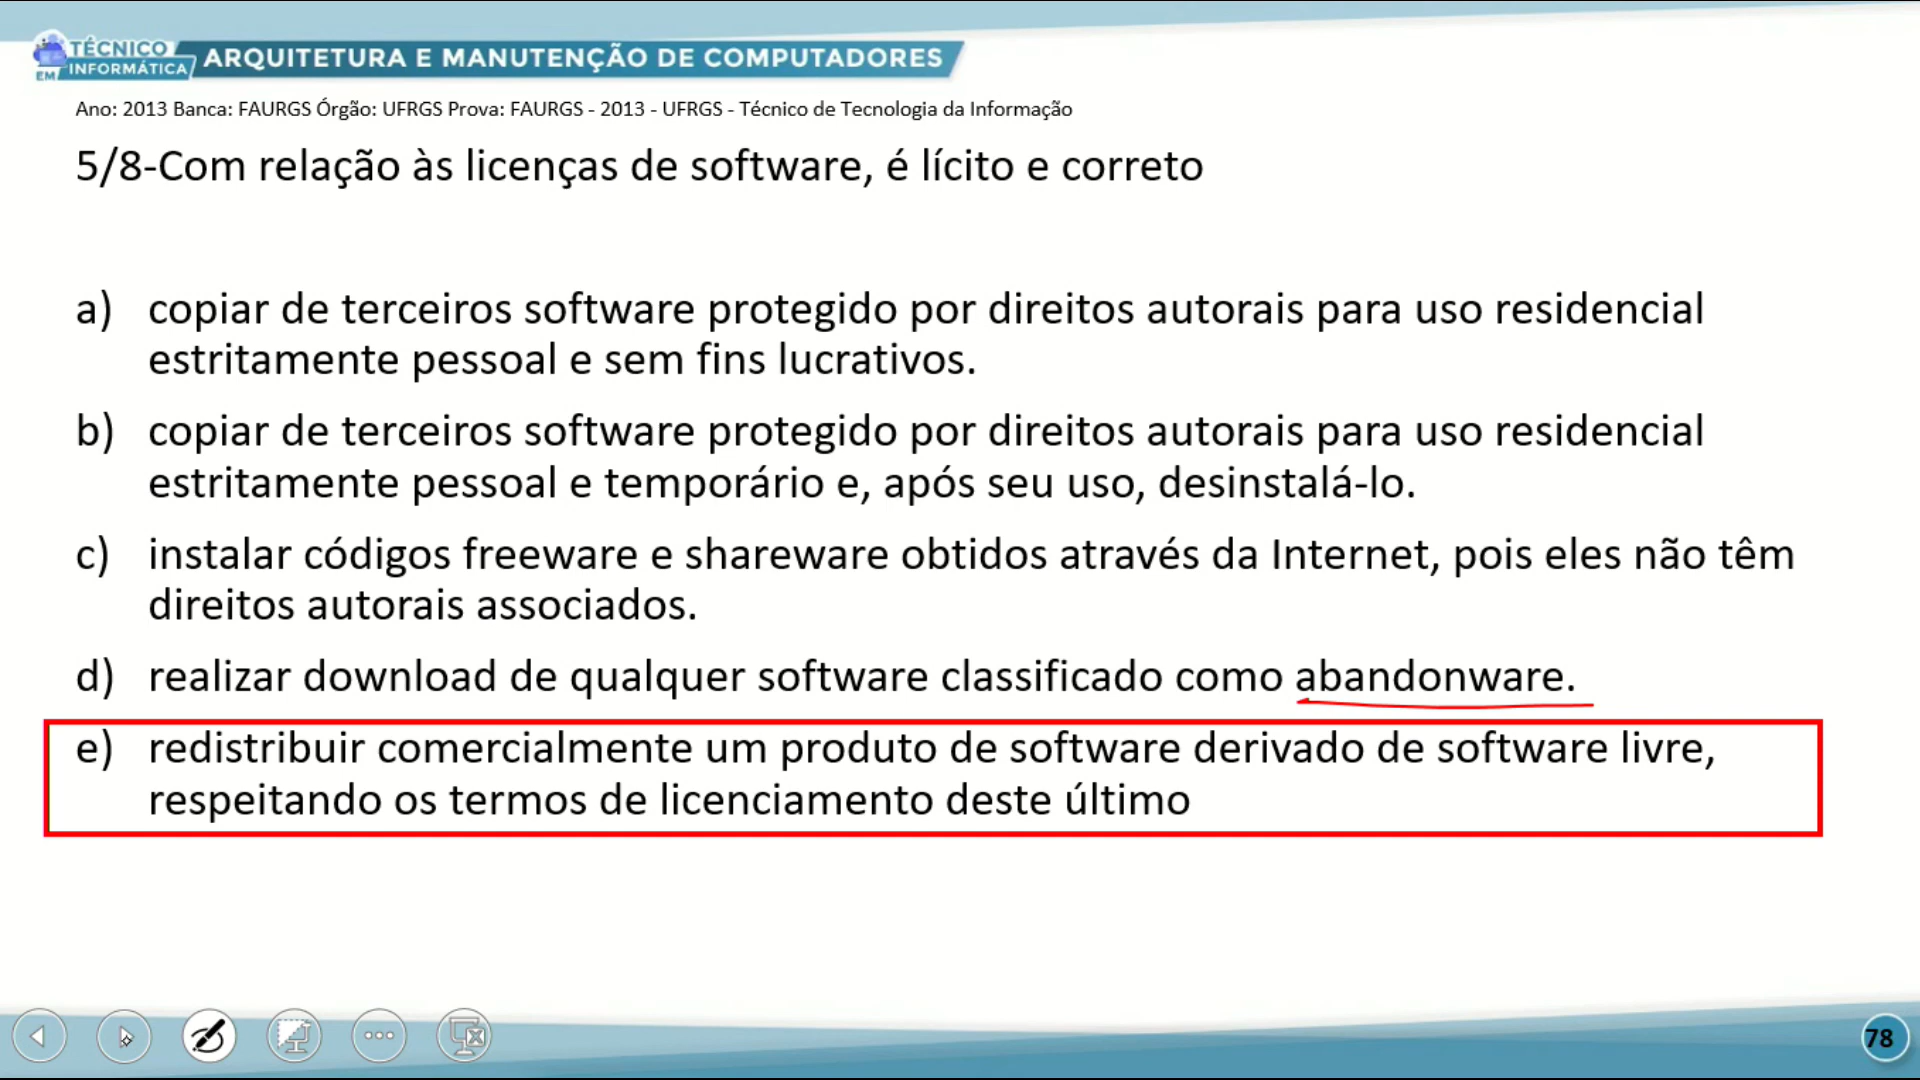 TÉCNICO
EM INFORMÁTICA
ARQUITETURA E MANUTENÇÃO DE COMPUTADORES
Ano: 2013 Banca: FAURGS Órgão: UFRGS Prova: FAURGS - 2013 - UFRGS - Técnico de Tecnologia da Informação
5/8-Com relação às licenças de software, é lícito e correto
a) copiar de terceiros software protegido por direitos autorais para uso residencial
estritamente pessoal e sem fins lucrativos.
b) copiar de terceiros software protegido por direitos autorais para uso residencial
estritamente pessoal e temporário e, após seu uso, desinstalá-lo.
c) instalar códigos freeware e shareware obtidos através da Internet, pois eles não têm
direitos autorais associados.
d) realizar download de qualquer software classificado como abandonware.
e) redistribuir comercialmente um produto de software derivado de software livre,
respeitando os termos de licenciamento deste último
78